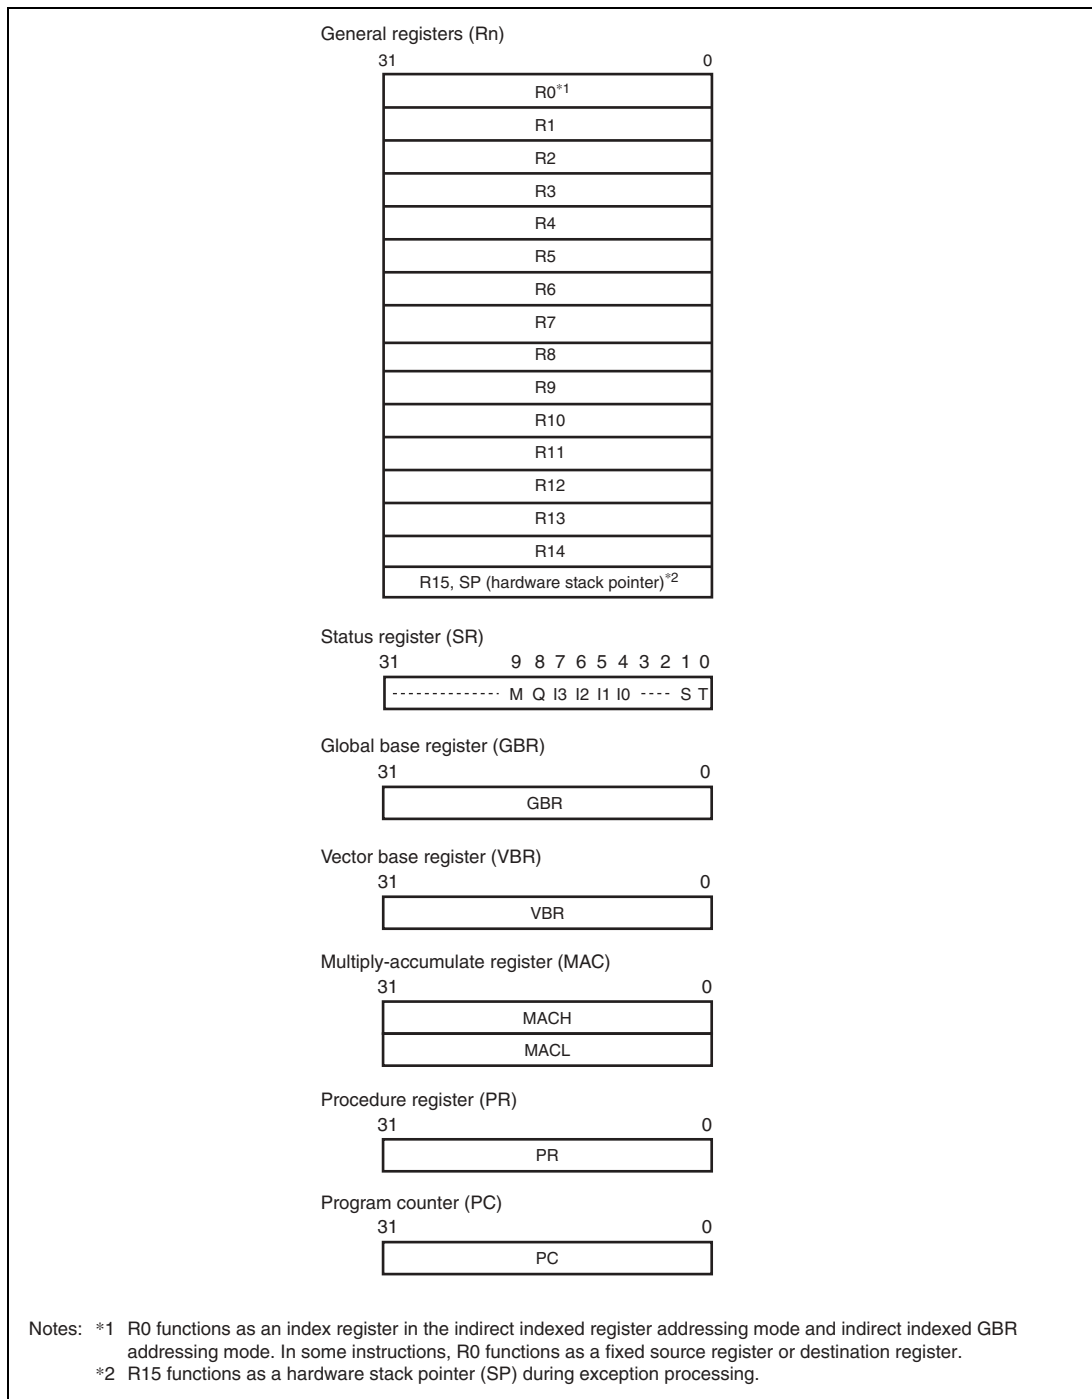 General registers (Rn)
31 0
R0*1
R1
R2
R3
R4
R5
R6
R7
R8
R9
R10
R11
R12
R13
R14
R15, SP (hardware stack pointer)*2
Status register (SR)
31 9 8 7 6 5 4 3 2 1 0
-------------- M Q I3 I2 I1 I0 ---- S T
Global base register (GBR)
31 0
GBR
Vector base register (VBR)
31 0
VBR
Multiply-accumulate register (MAC)
31 0
MACH
MACL
Procedure register (PR)
31 0
PR
Program counter (PC)
31 0
PC
Notes: *1 R0 functions as an index register in the indirect indexed register addressing mode and indirect indexed GBR
addressing mode. In some instructions, R0 functions as a fixed source register or destination register.
*2 R15 functions as a hardware stack pointer (SP) during exception processing.